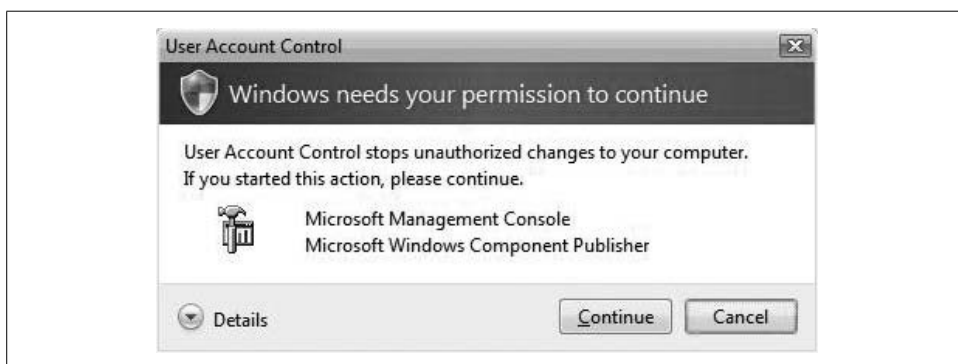 User Account Control
Windows needs your permission to continue
User Account Control stops unauthorized changes to your computer.
If you started this action, please continue.
Microsoft Management Console
Microsoft Windows Component Publisher
Details
Continue
Cancel